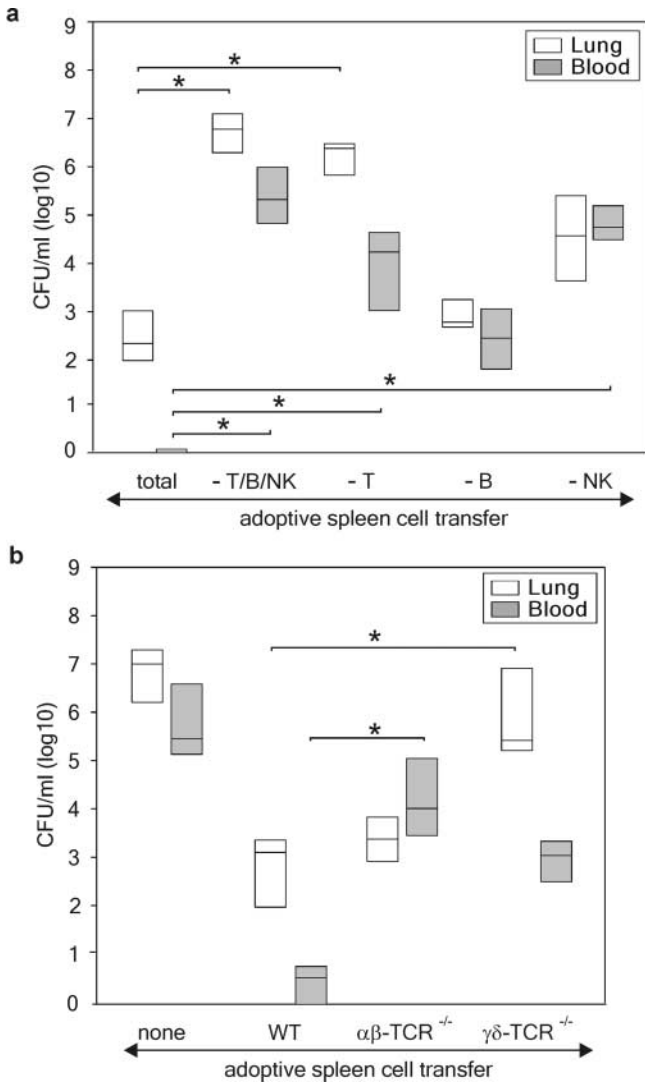 a
9
8
7
6
5
4
3
2
1
0
CFU/ml (log10)
Lung
Blood
*
*
*
*
*
total - T/B/NK - T - B - NK
adoptive spleen cell transfer
b
9
8
7
6
5
4
3
2
1
0
CFU/ml (log10)
Lung
Blood
*
*
none WT αβ-TCR -/- γδ-TCR -/-
adoptive spleen cell transfer